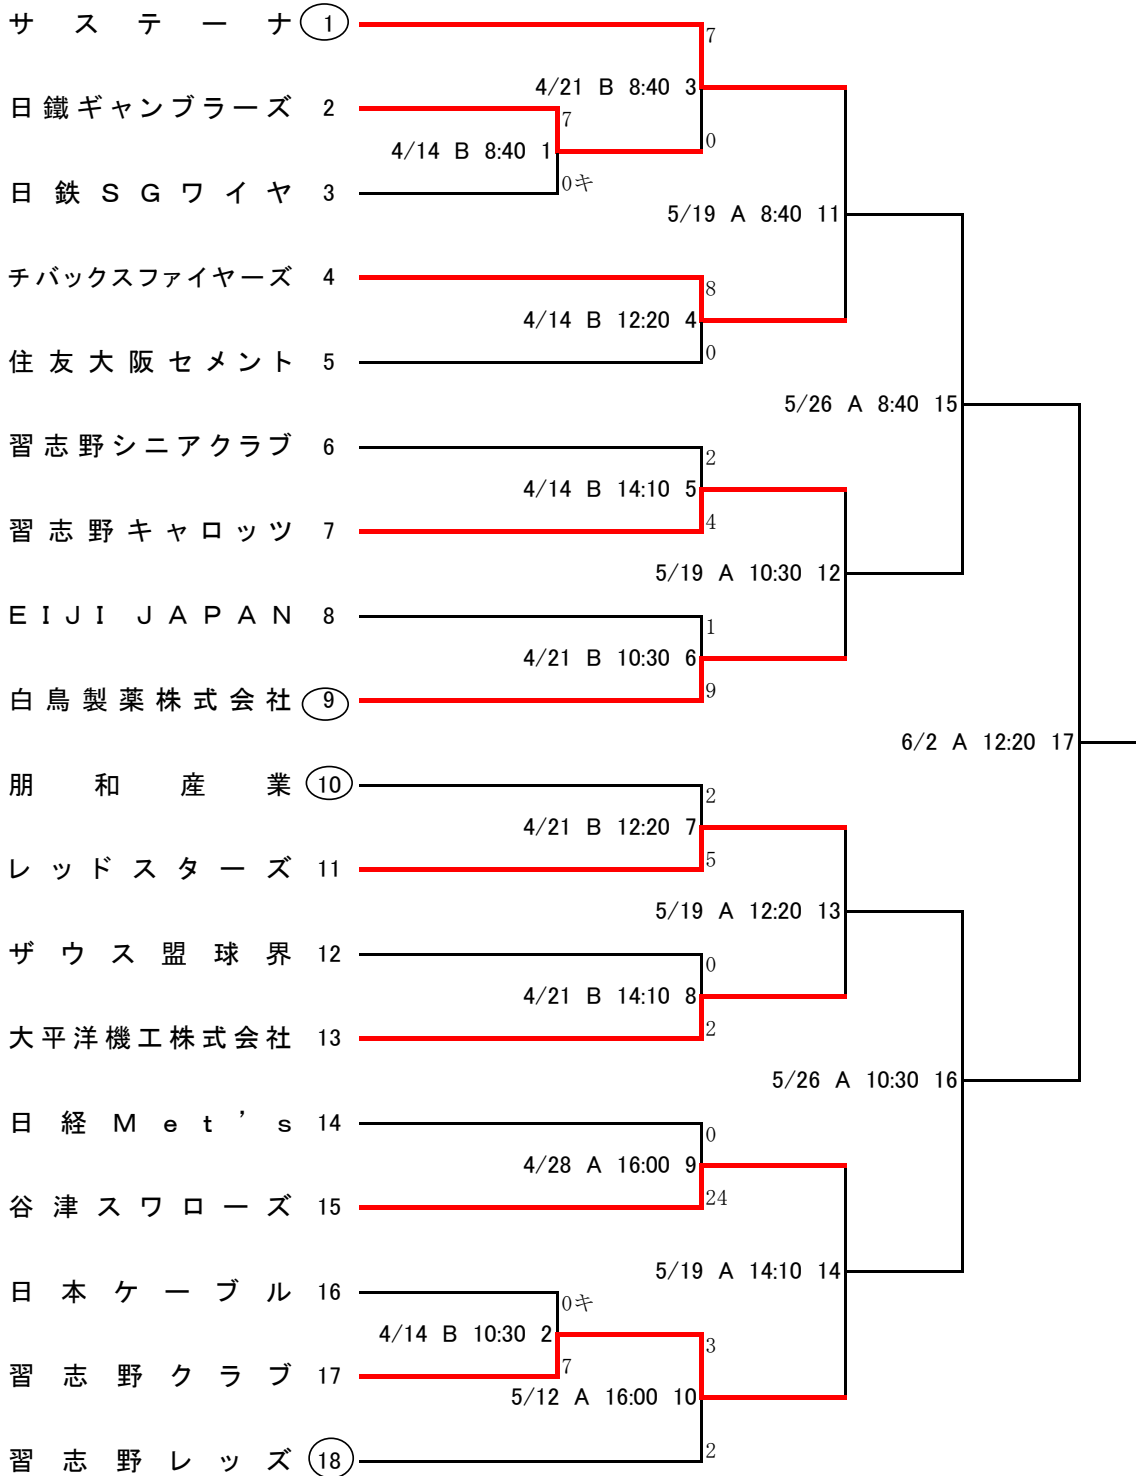 サステーナ 1
7
4/21 B 8:40 3
日鐵ギャンブラーズ 2
7
0
4/14 B 8:40 1
日鉄SGワイヤ 3
0キ
5/19 A 8:40 11
チバックスファイヤーズ 4
8
4/14 B 12:20 4
0
住友大阪セメント 5
5/26 A 8:40 15
習志野シニアクラブ 6
2
4/14 B 14:10 5
4
習志野キャロッツ 7
5/19 A 10:30 12
EIJI JAPAN 8
1
4/21 B 10:30 6
9
白鳥製薬株式会社 9
6/2 A 12:20 17
朋和産業 10
2
4/21 B 12:20 7
5
レッドスターズ 11
5/19 A 12:20 13
ザウス盟球界 12
0
4/21 B 14:10 8
2
大平洋機工株式会社 13
5/26 A 10:30 16
日経Met's 14
0
4/28 A 16:00 9
24
谷津スワローズ 15
5/19 A 14:10 14
日本ケーブル 16
0キ
4/14 B 10:30 2
3
7
習志野クラブ 17
5/12 A 16:00 10
2
習志野レッズ 18